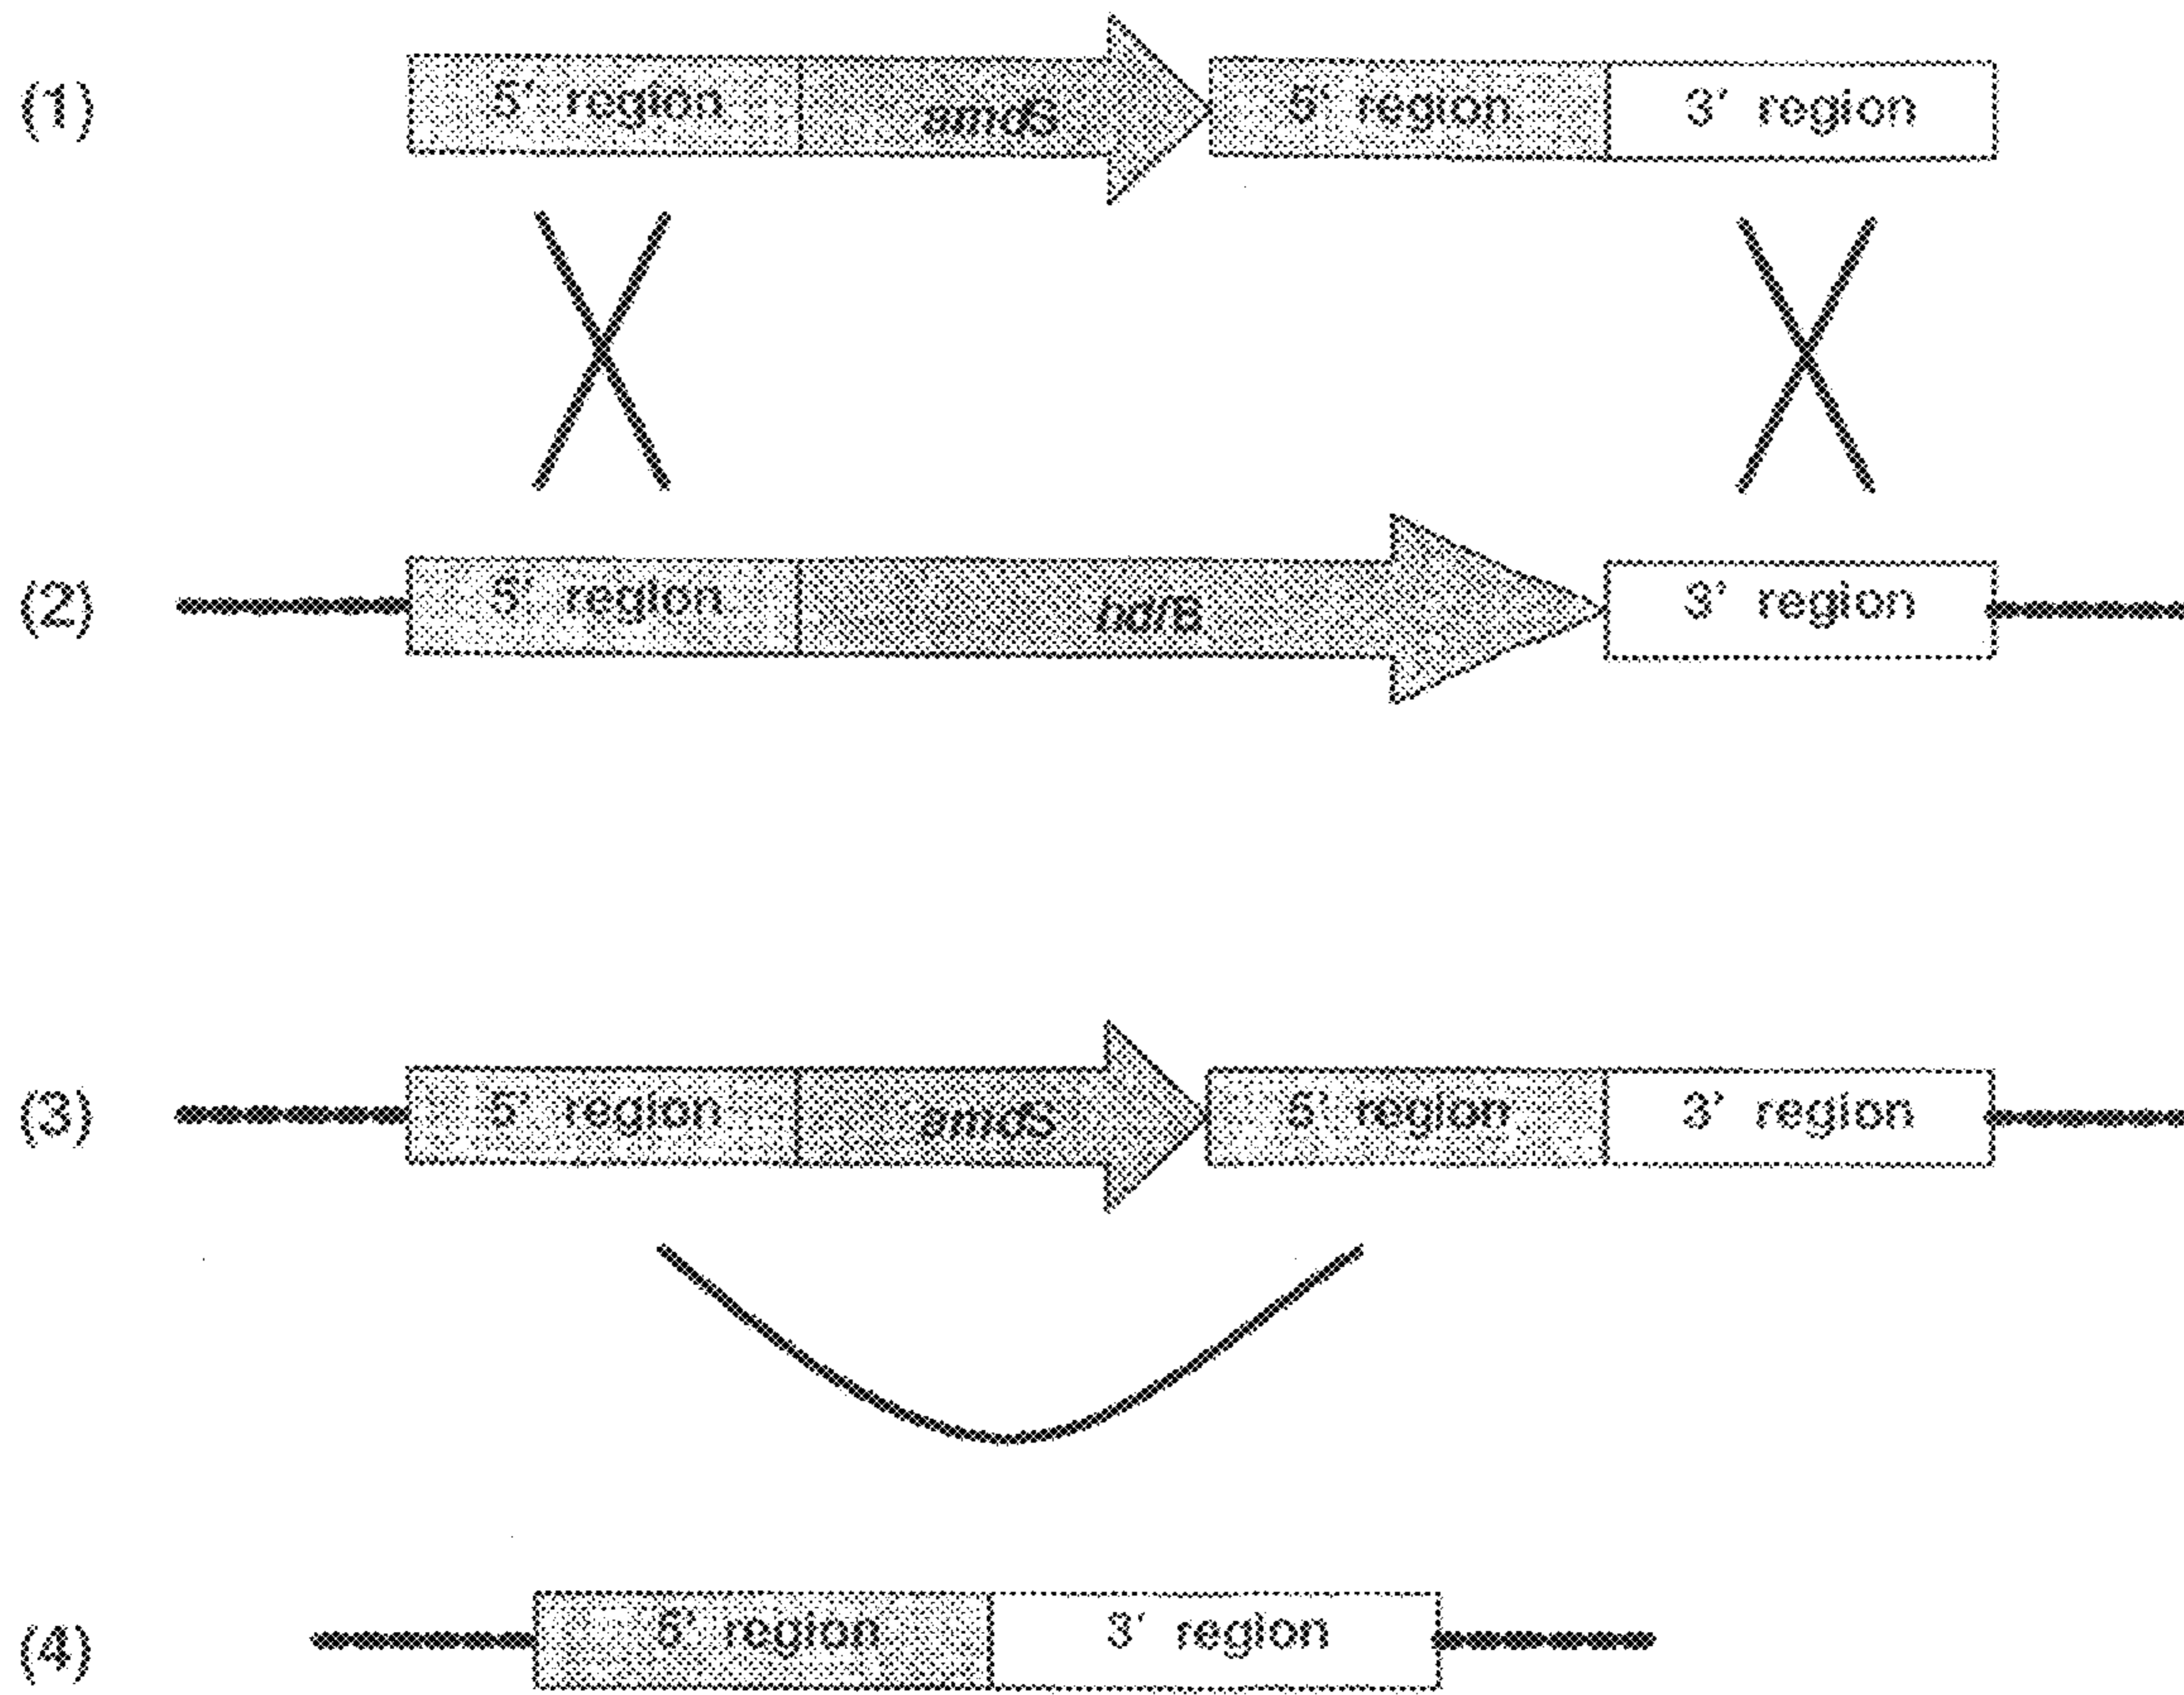 (1) 5' region amdS 5' region 3' region
(2) 5' region 3' region
(3) 5' region amdS 5' region 3' region
(4) 5' region 3' region